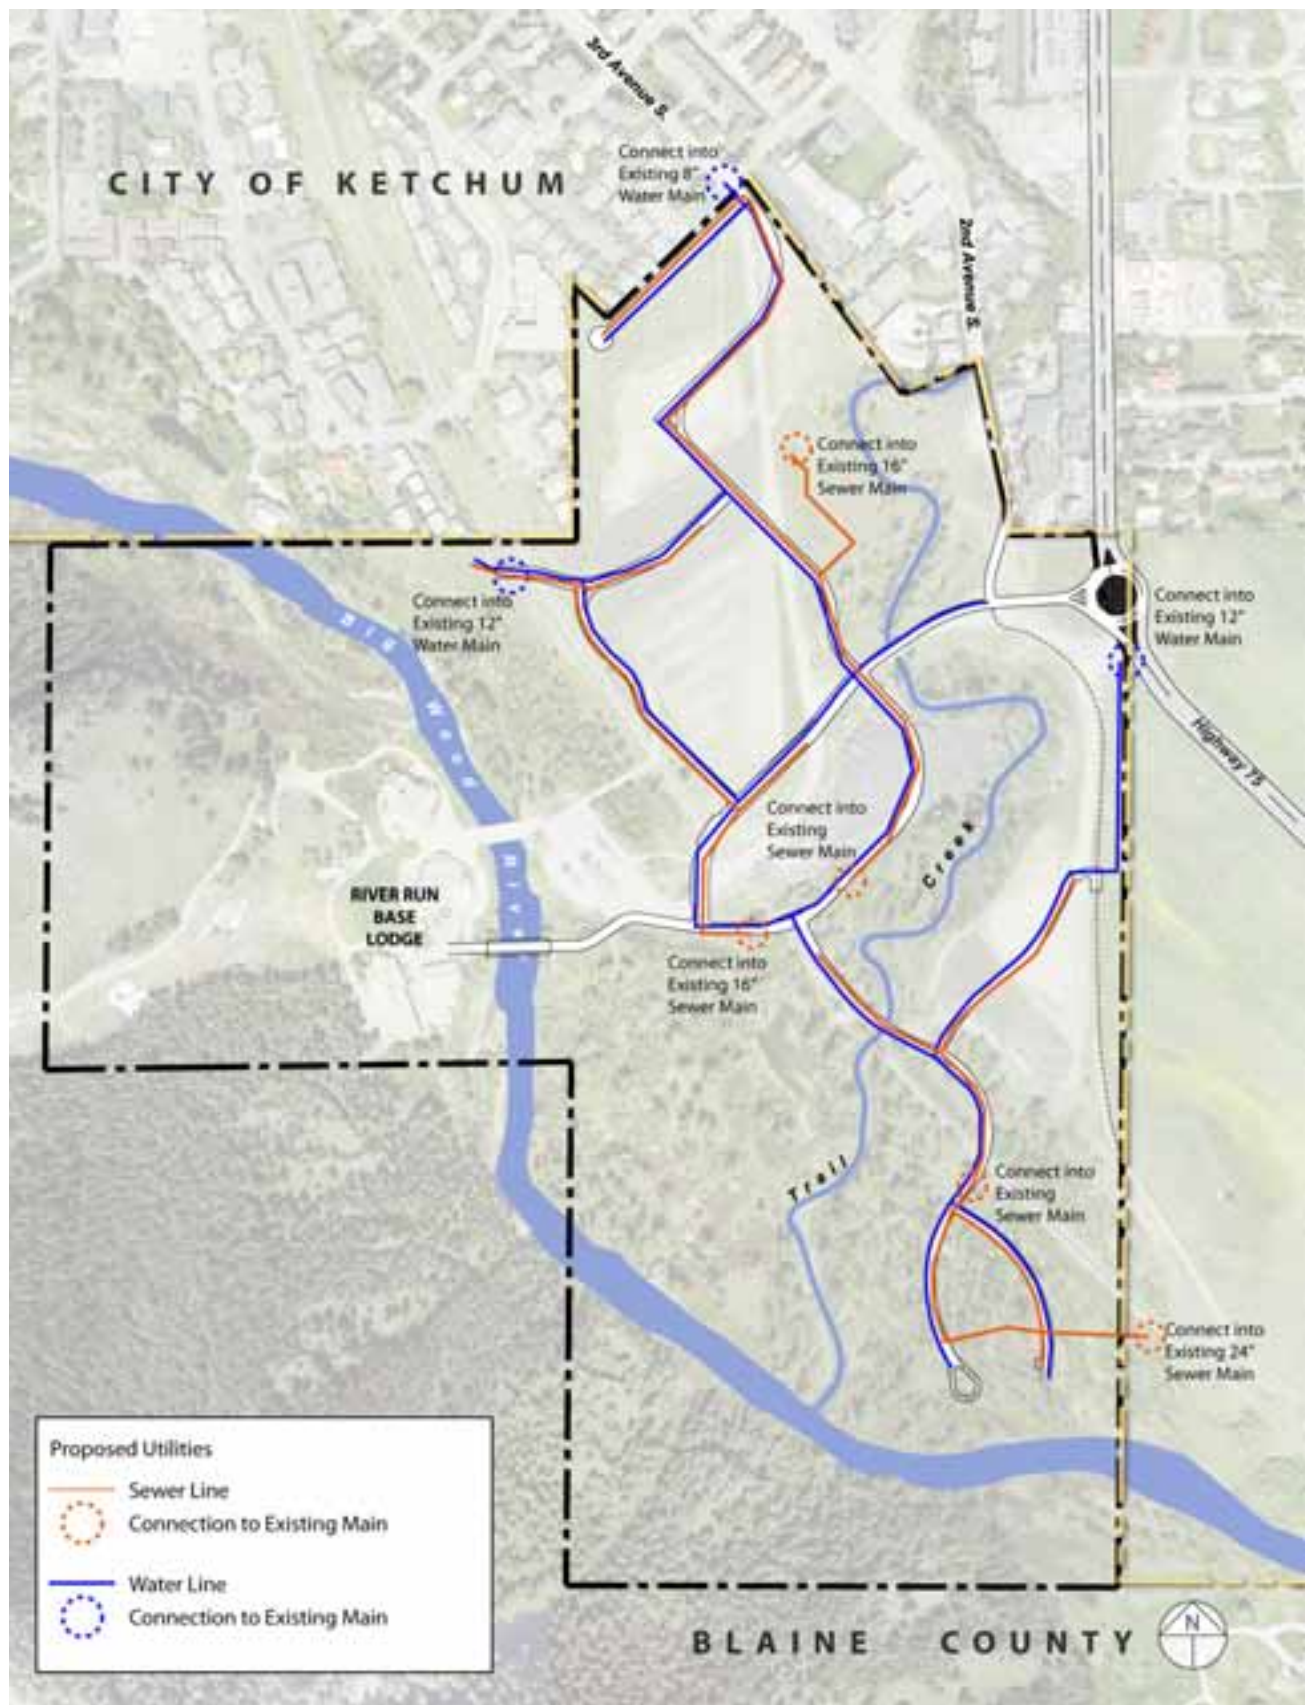 3rd Avenue S.
Connect into
Existing 8"
Water Main
CITY OF KETCHUM
2nd Avenue S.
Connect into
Existing 16"
Sewer Main
Connect into
Existing 12"
Water Main
Connect into
Existing 12"
Water Main
Big Wood River
Highway 75
Connect into
Existing
Sewer Main
Creek
RIVER RUN
BASE
LODGE
Connect into
Existing 16"
Sewer Main
Trail
Connect into
Existing
Sewer Main
Connect into
Existing 24"
Sewer Main
Proposed Utilities
Sewer Line
Connection to Existing Main
Water Line
Connection to Existing Main
BLAINE COUNTY
N